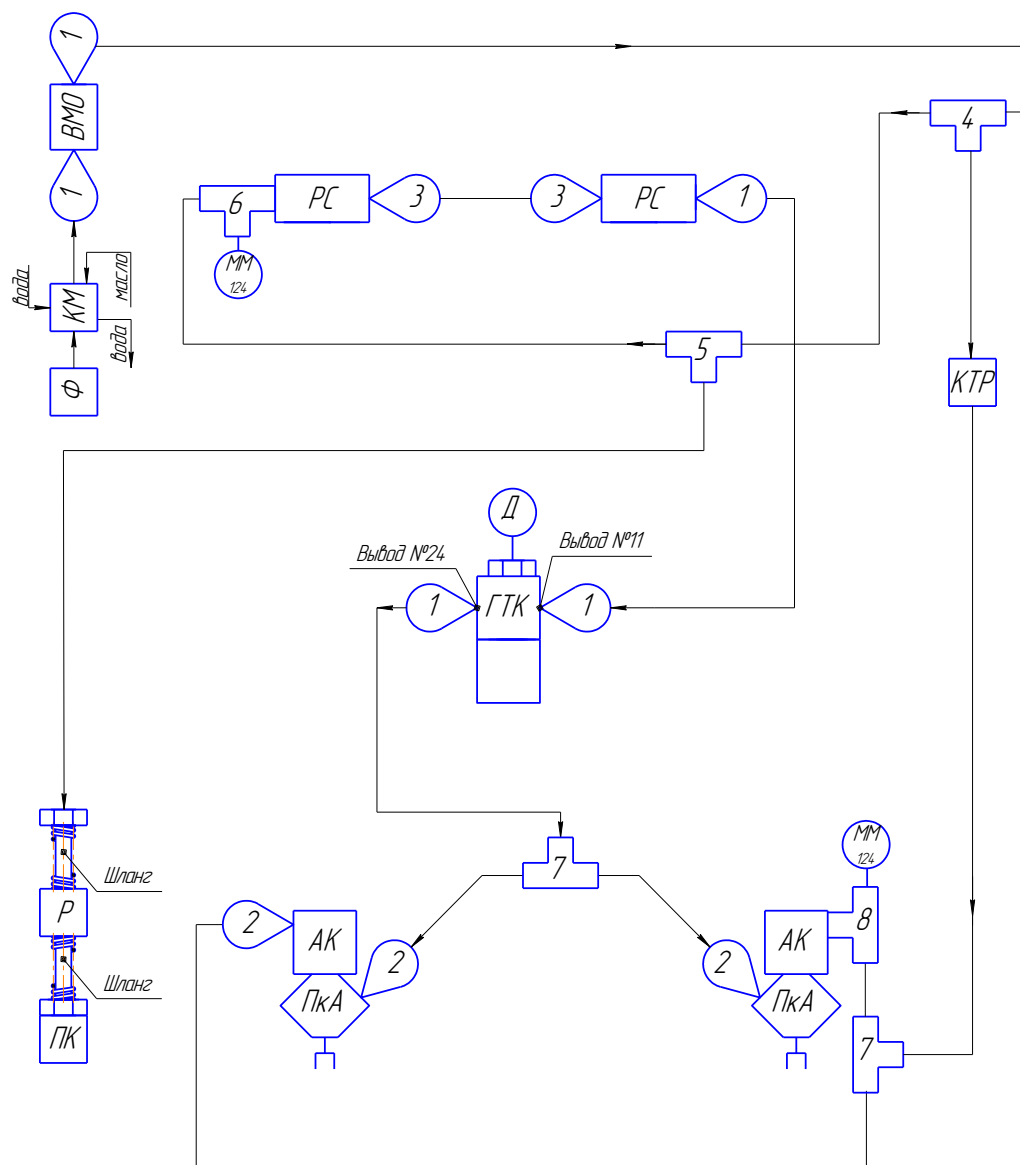 1
ВМО
4
1
6
РС
3
3
РС
1
ММ
124
вода
КМ
масло
вода
5
Ф
КТР
Д
Вывод №24
Вывод №11
1
ГТК
1
ММ
124
7
Шланг
Р
2
АК
2
2
АК
8
Шланг
ПкА
ПкА
ПК
7